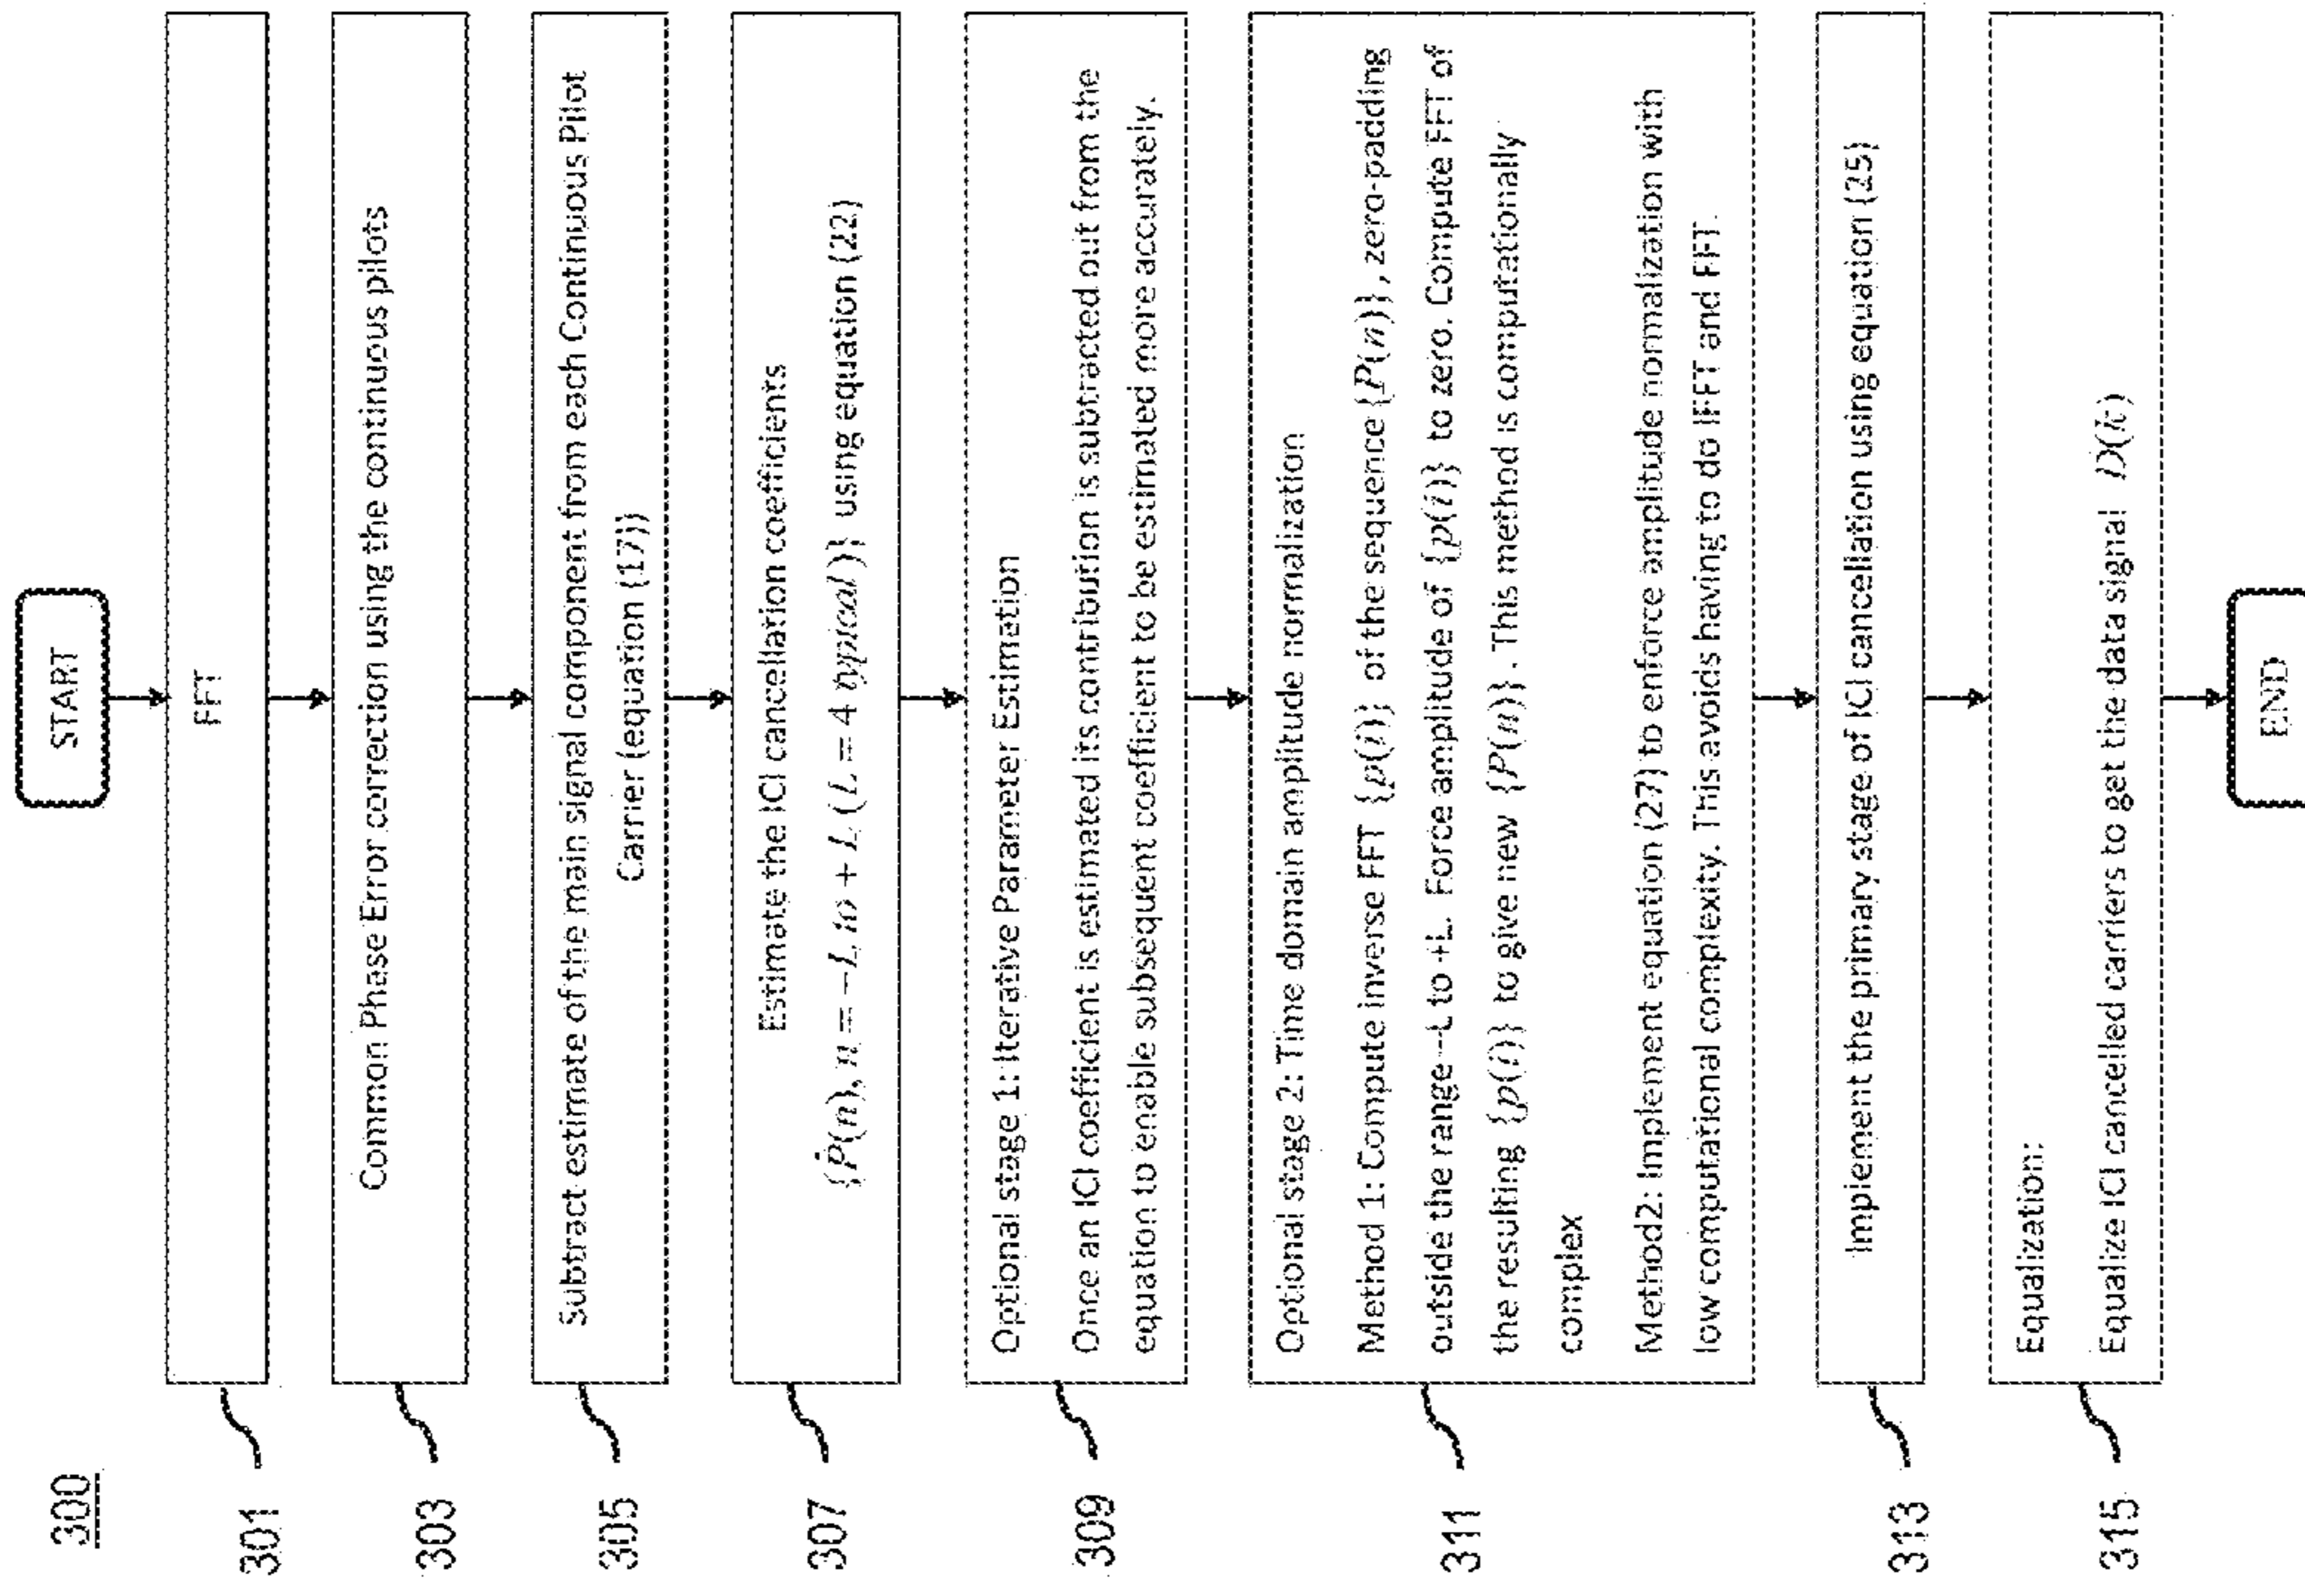 300
START
301
FFT
303
Common Phase Error correction using the continuous pilots
305
Subtract estimate of the main signal component from each Continuous Pilot
Carrier (equation (17))
307
Estimate the ICI cancellation coefficients
{P̂(n), n = −L to + L (L = 4 typical)} using equation (22)
309
Optional stage 1: Iterative Parameter Estimation
Once an ICI coefficient is estimated its contribution is subtracted out from the
equation to enable subsequent coefficient to be estimated more accurately.
311
Optional stage 2: Time domain amplitude normalization
Method 1: Compute inverse FFT {p(i)} of the sequence {P(n)}, zero-padding
outside the range –L to +L. Force amplitude of {p(i)} to zero. Compute FFT of
the resulting {p(i)} to give new {P(n)}. This method is computationally
complex
Method2: Implement equation (27) to enforce amplitude normalization with
low computational complexity. This avoids having to do IFFT and FFT.
313
Implement the primary stage of ICI cancellation using equation (25)
315
Equalization:
Equalize ICI cancelled carriers to get the data signal D(k)
END